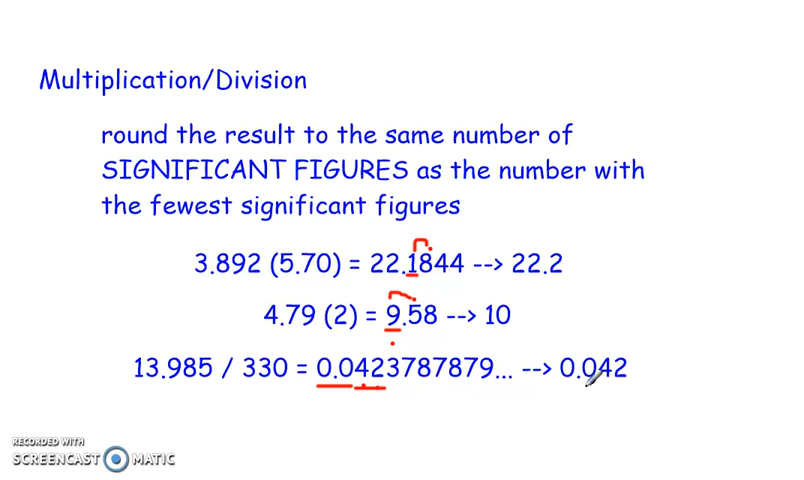 Multiplication/Division
round the result to the same number of
SIGNIFICANT FIGURES as the number with
the fewest significant figures
3.892 (5.70) = 22.1844 --> 22.2
4.79 (2) = 9.58 --> 10
13.985 / 330 = 0.0423787879... --> 0.042
RECORDED WITH
SCREENCAST MATIC